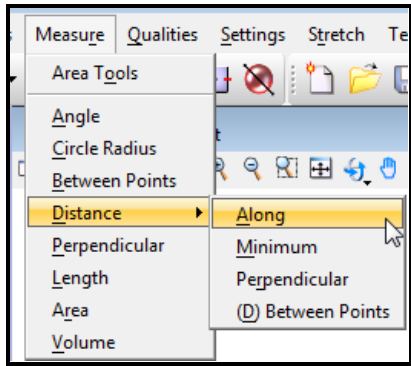 Measure Qualities Settings Stretch Te
Area Tools
Angle
Circle Radius
Between Points
Distance
Perpendicular
Length
Area
Volume
Along
Minimum
Perpendicular
(D) Between Points